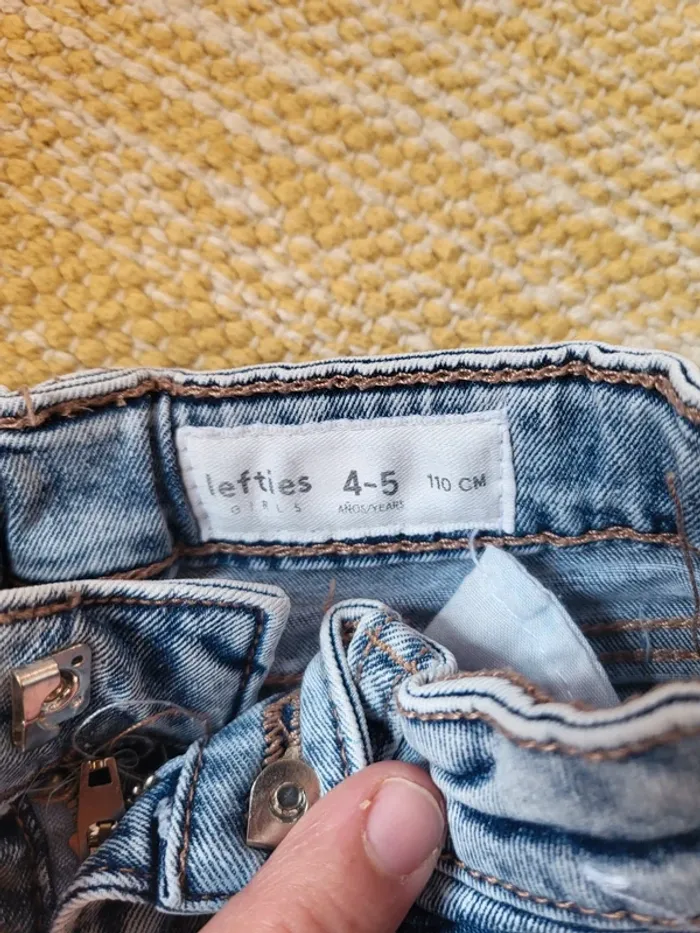 lefties 4-5 110 CM
GIRLS AÑOS/YEARS